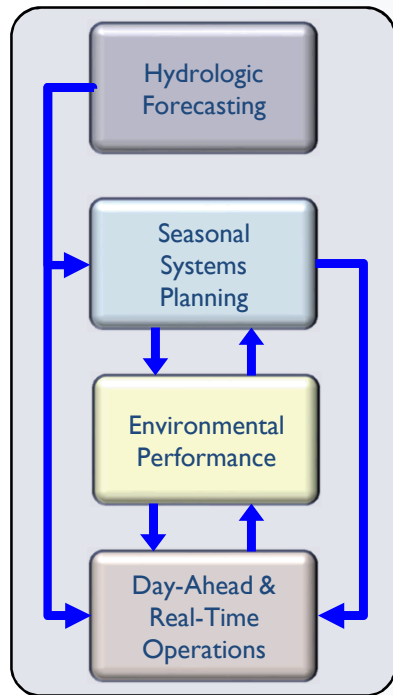 Hydrologic
Forecasting
Seasonal
Systems
Planning
Environmental
Performance
Day-Ahead &
Real-Time
Operations